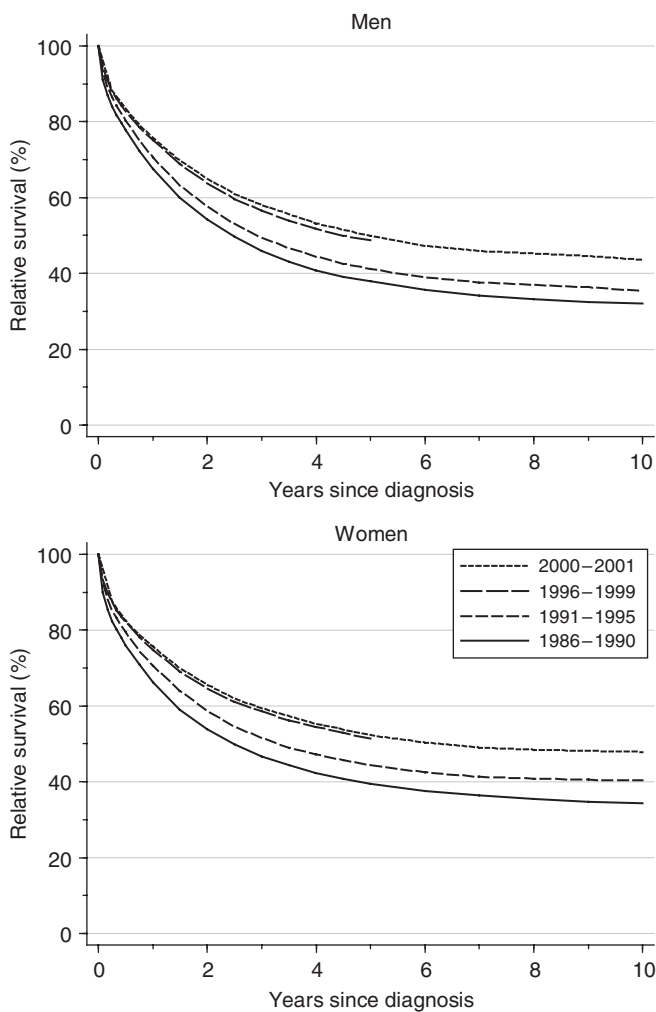 Men
Relative survival (%)
100
80
60
40
20
0
0 2 4 6 8 10
Years since diagnosis
Women
Relative survival (%)
100
80
60
40
20
0
2000–2001
1996–1999
1991–1995
1986–1990
0 2 4 6 8 10
Years since diagnosis